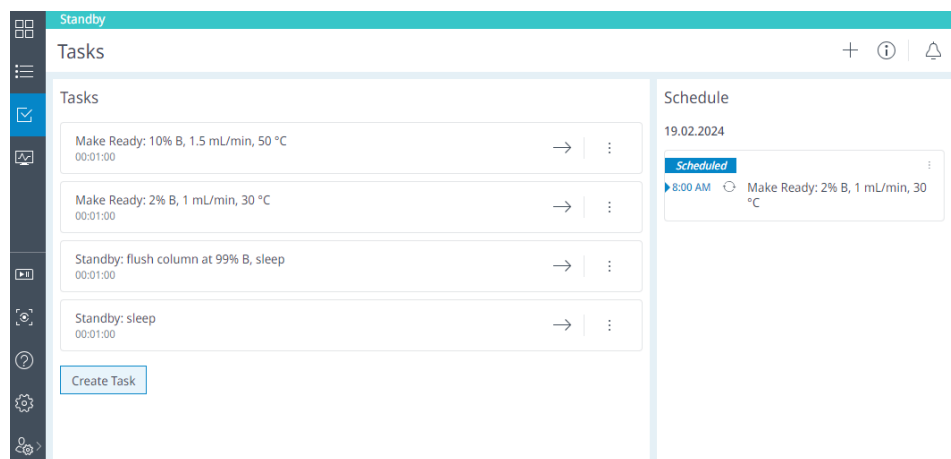 Standby
Tasks
Tasks
Make Ready: 10% B, 1.5 mL/min, 50 °C
00:01:00
Make Ready: 2% B, 1 mL/min, 30 °C
00:01:00
Standby: flush column at 99% B, sleep
00:01:00
Standby: sleep
00:01:00
Create Task
Schedule
19.02.2024
Scheduled
8:00 AM Make Ready: 2% B, 1 mL/min, 30
°C